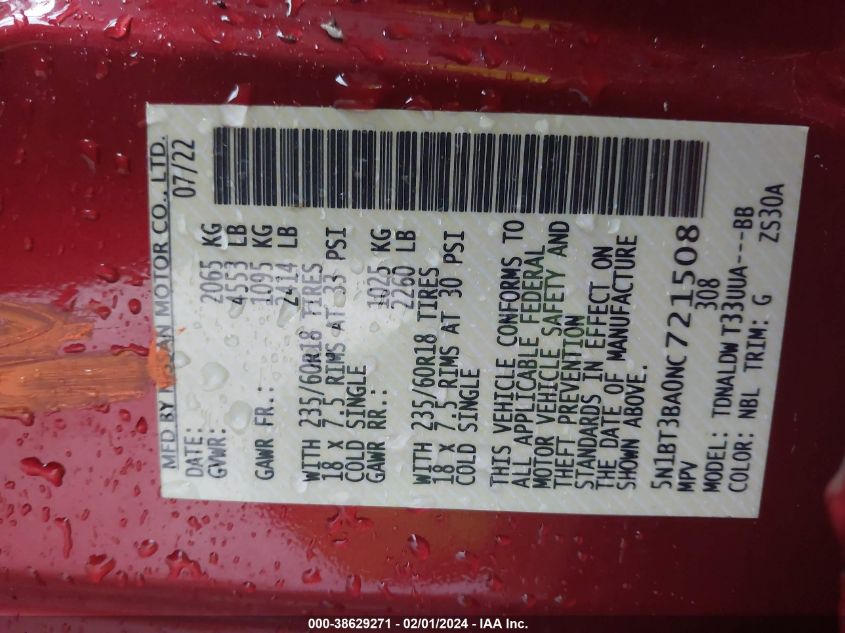 MFD BY NISSAN MOTOR CO., LTD.
DATE: 07/22
GVWR: 2065 KG
4553 LB
GAWR FR.: 1095 KG
2414 LB
WITH 235/60R18 TIRES
18 X 7.5 RIMS AT 33 PSI
COLD SINGLE
GAWR RR.: 1025 KG
2260 LB
WITH 235/60R18 TIRES
18 X 7.5 RIMS AT 30 PSI
COLD SINGLE
THIS VEHICLE CONFORMS TO
ALL APPLICABLE FEDERAL
MOTOR VEHICLE SAFETY AND
THEFT PREVENTION
STANDARDS IN EFFECT ON
THE DATE OF MANUFACTURE
SHOWN ABOVE.
5N1BT3BA0NC721508
MPV 308
MODEL: TDNALDW T33UUA---BB
COLOR: NBL TRIM: G ZS30A
000-38629271 - 02/01/2024 - IAA Inc.